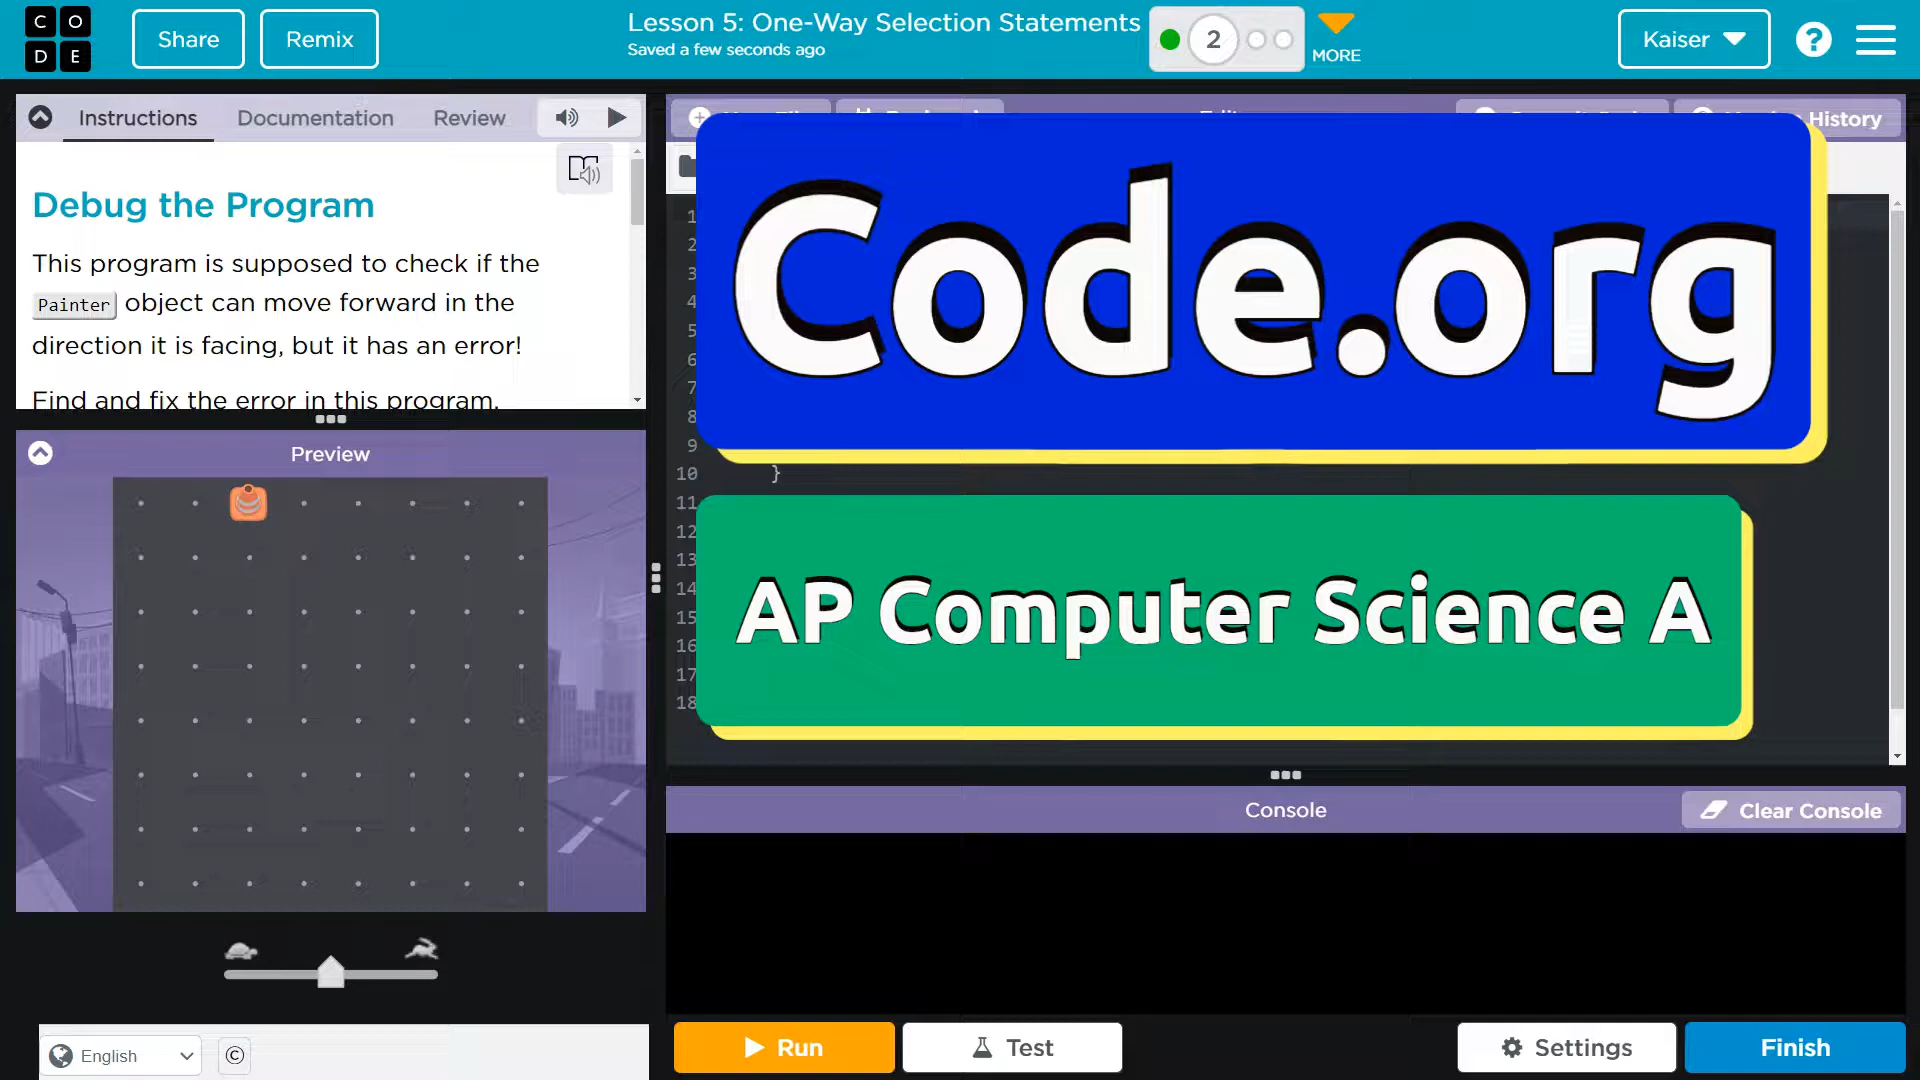 C O
D E
Share
Remix
Lesson 5: One-Way Selection Statements
Saved a few seconds ago
2
MORE
Kaiser
?
Instructions
Documentation
Review
History
Debug the Program
This program is supposed to check if the
Painter object can move forward in the
direction it is facing, but it has an error!
Find and fix the error in this program.
Preview
Code.org
AP Computer Science A
1
2
3
4
5
6
7
8
9
10 }
11
12
13
14
15
16
17
18
Console
Clear Console
English
©
Run
Test
Settings
Finish